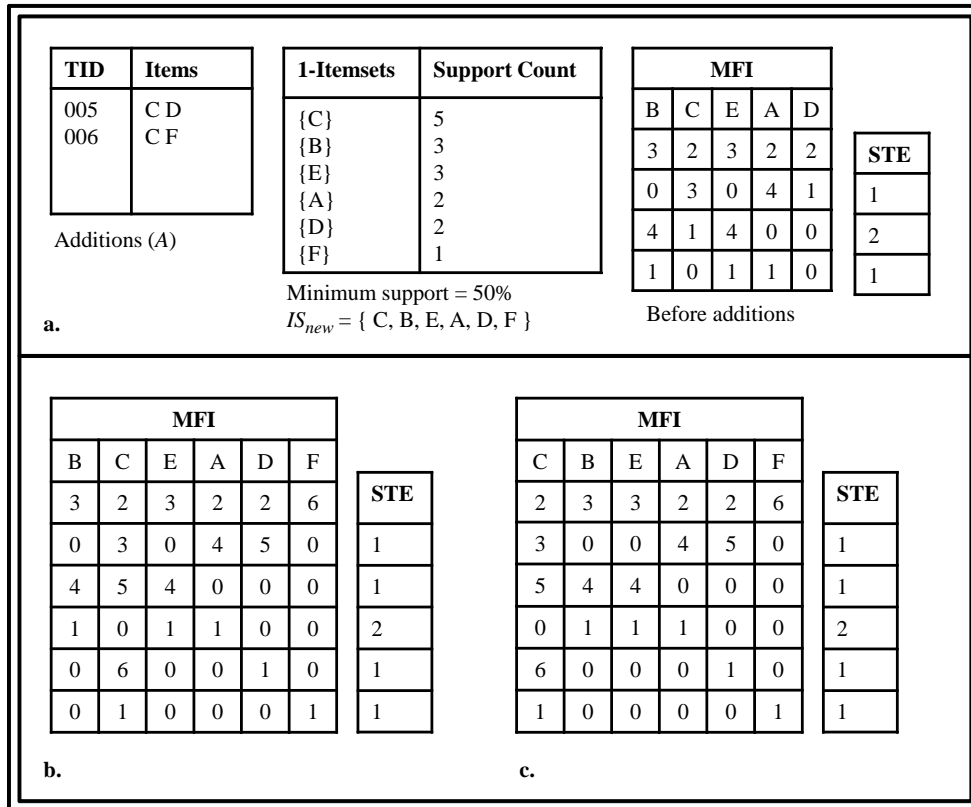 TID Items
005 C D
006 C F
Additions (A)
1-Itemsets Support Count
{C} 5
{B} 3
{E} 3
{A} 2
{D} 2
{F} 1
Minimum support = 50%
IS_new = { C, B, E, A, D, F }
MFI
B C E A D
3 2 3 2 2
0 3 0 4 1
4 1 4 0 0
1 0 1 1 0
STE
1
2
1
Before additions
a.
MFI
B C E A D F
3 2 3 2 2 6
0 3 0 4 5 0
4 5 4 0 0 0
1 0 1 1 0 0
0 6 0 0 1 0
0 1 0 0 0 1
STE
1
1
2
1
1
b.
MFI
C B E A D F
2 3 3 2 2 6
3 0 0 4 5 0
5 4 4 0 0 0
0 1 1 1 0 0
6 0 0 0 1 0
1 0 0 0 0 1
STE
1
1
2
1
1
c.